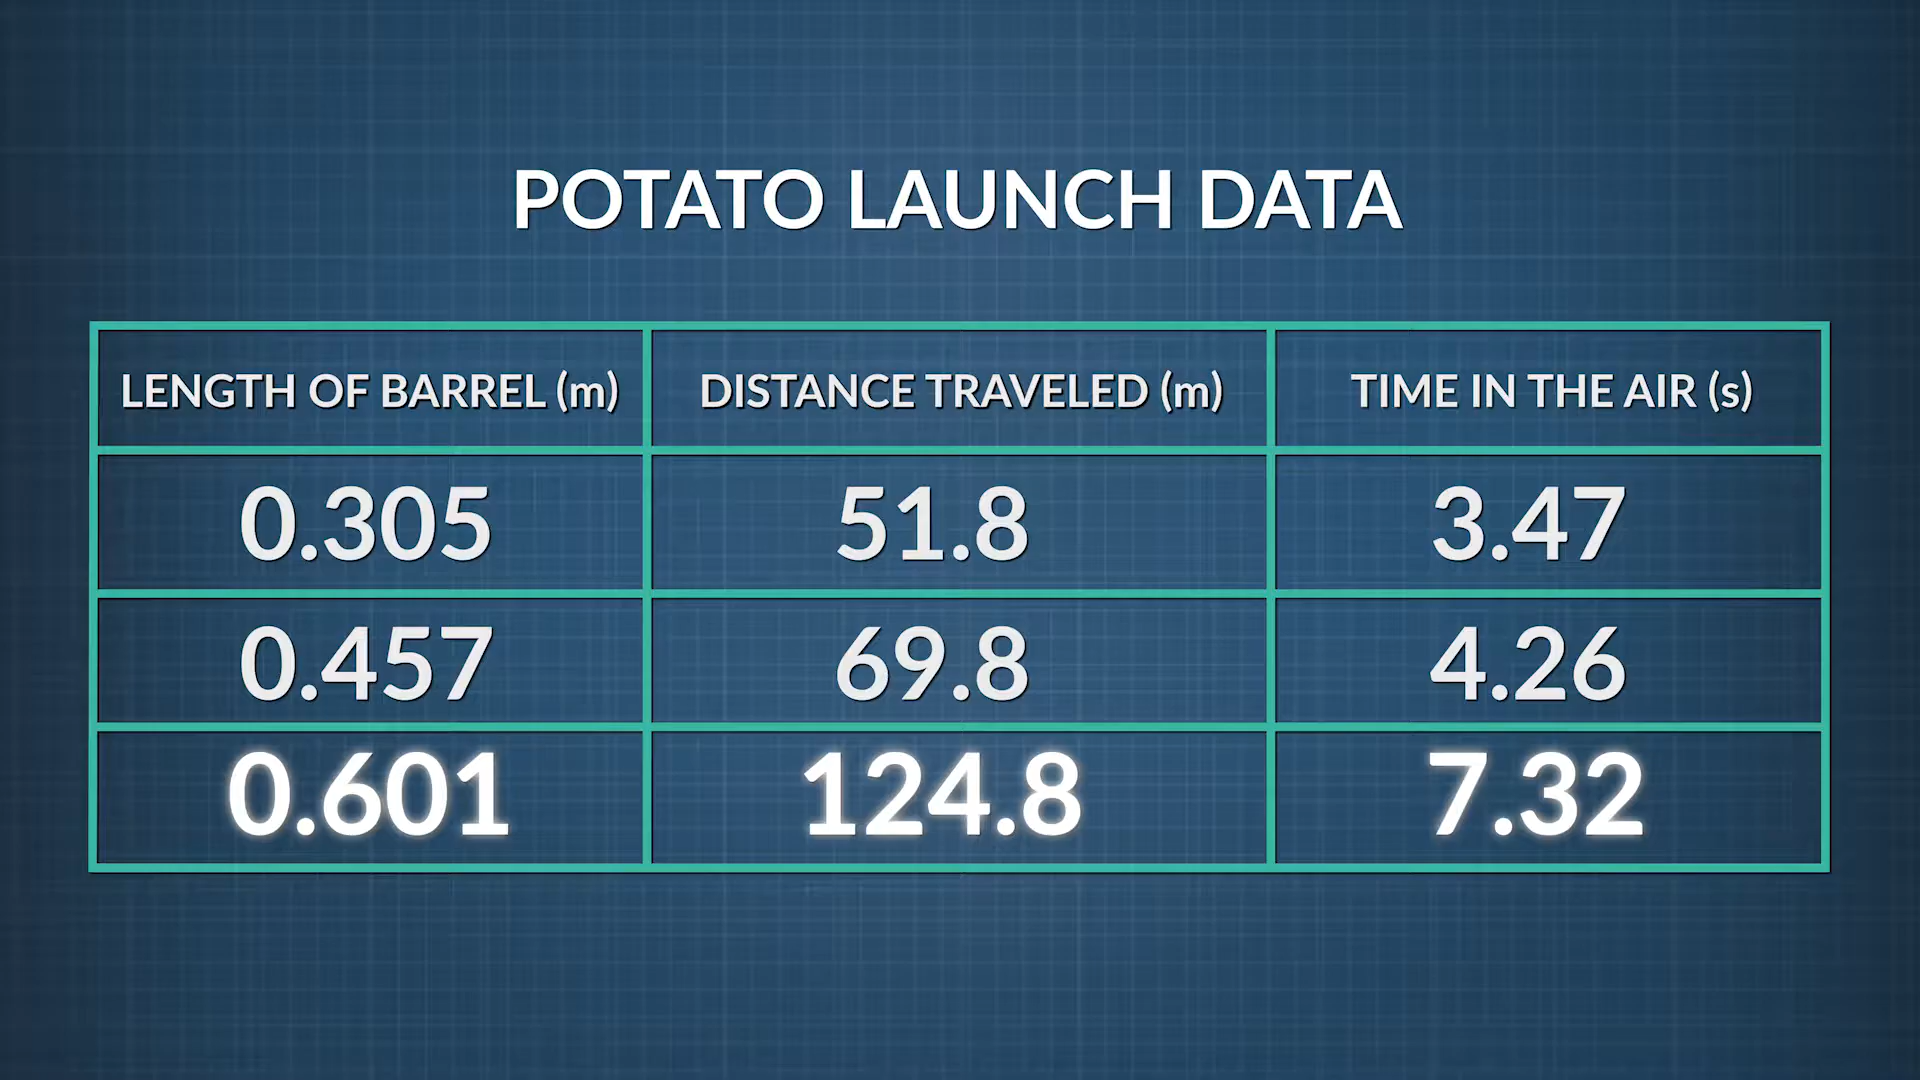 POTATO LAUNCH DATA
LENGTH OF BARREL (m) DISTANCE TRAVELED (m) TIME IN THE AIR (s)
0.305 51.8 3.47
0.457 69.8 4.26
0.601 124.8 7.32